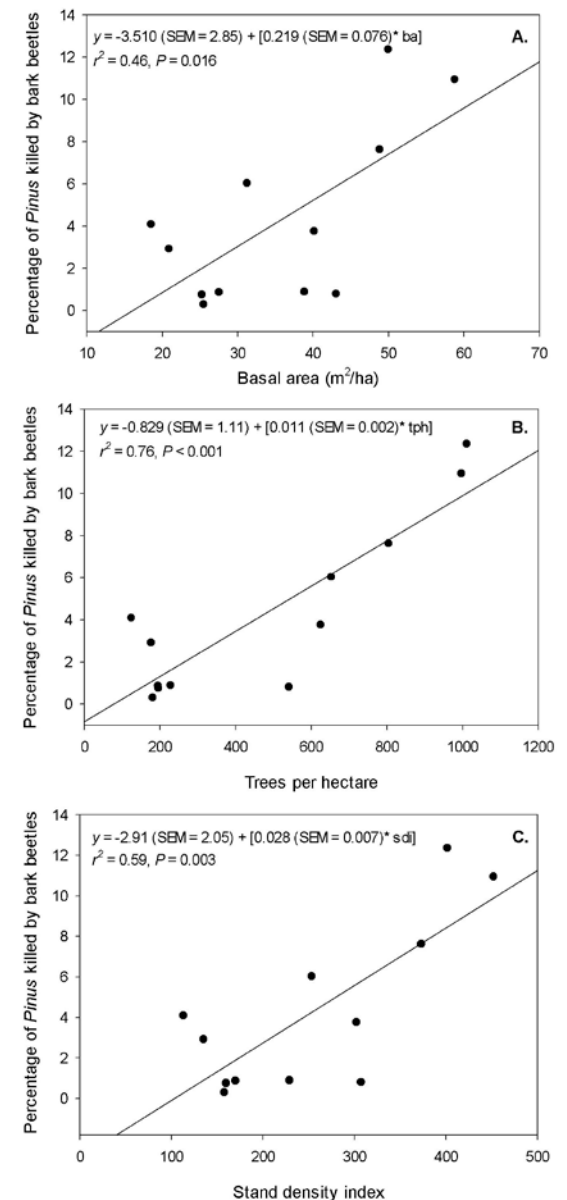 y = -3.510 (SEM = 2.85) + [0.219 (SEM = 0.076)* ba]
A.
r² = 0.46, P = 0.016
14
12
10
8
6
4
2
0
Percentage of Pinus killed by bark beetles
10 20 30 40 50 60 70
Basal area (m²/ha)
y = -0.829 (SEM = 1.11) + [0.011 (SEM = 0.002)* tph]
B.
r² = 0.76, P < 0.001
14
12
10
8
6
4
2
0
Percentage of Pinus killed by bark beetles
0 200 400 600 800 1000 1200
Trees per hectare
y = -2.91 (SEM = 2.05) + [0.028 (SEM = 0.007)* sdi]
C.
r² = 0.59, P = 0.003
14
12
10
8
6
4
2
0
Percentage of Pinus killed by bark beetles
0 100 200 300 400 500
Stand density index